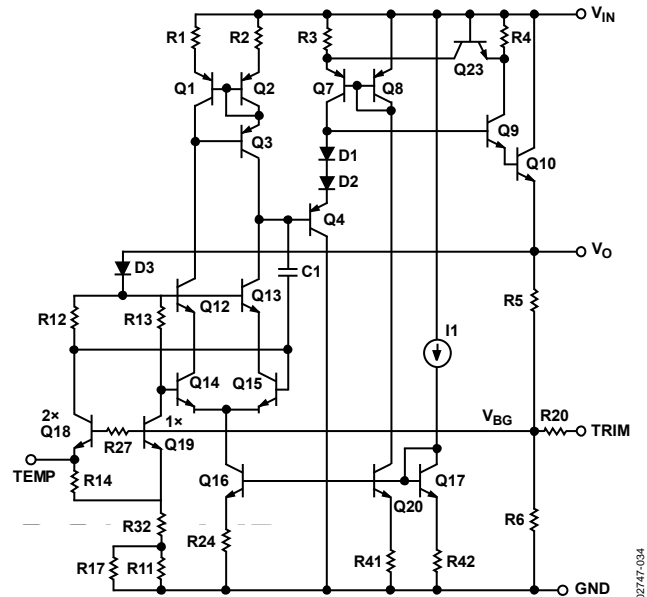 V_IN
R1
R2
R3
R4
Q23
Q1
Q2
Q7
Q8
Q3
Q9
Q10
D1
D2
Q4
V_O
D3
C1
Q12
Q13
R5
R12
R13
I1
Q14
Q15
2×
Q18
R27
1×
Q19
V_BG
R20
TRIM
TEMP
R14
Q16
Q20
Q17
R32
R24
R6
R17
R11
R41
R42
GND
02747-034